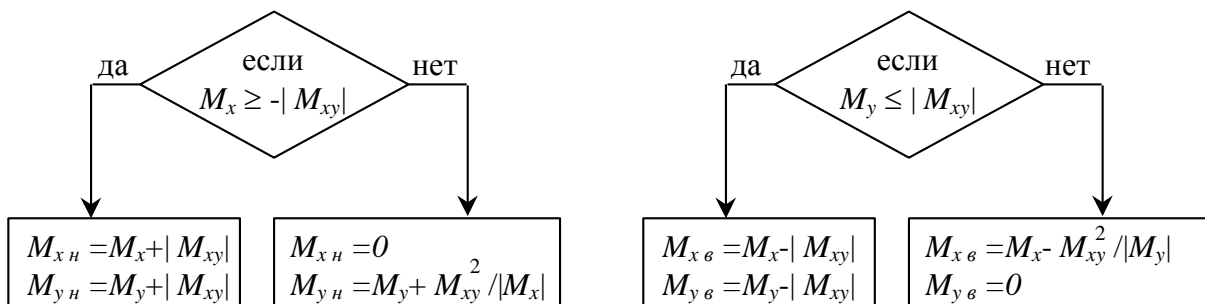 да
если
нет
M_x ≥ -| M_xy|
M_x н =M_x+| M_xy|
M_y н =M_y+| M_xy|
M_x н =0
M_y н =M_y+ M_xy^2 /|M_x|
да
если
нет
M_y ≤ | M_xy|
M_x в =M_x-| M_xy|
M_y в =M_y-| M_xy|
M_x в =M_x- M_xy^2 /|M_y|
M_y в =0